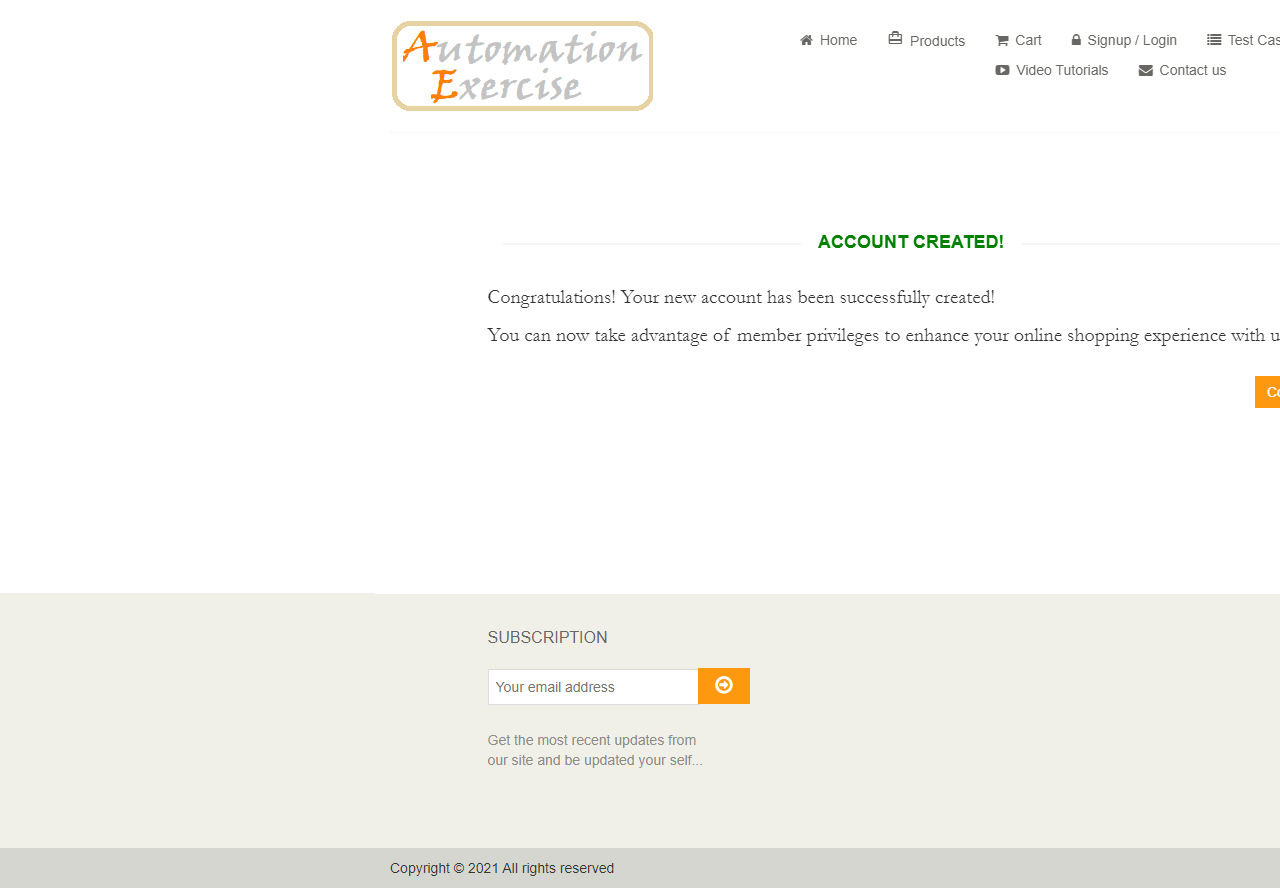 Automation
Exercise
Home
Products
Cart
Signup / Login
Video Tutorials
Contact us
ACCOUNT CREATED!
Congratulations! Your new account has been successfully created!
You can now take advantage of member privileges to enhance your online shopping experience with
SUBSCRIPTION
Your email address
Get the most recent updates from
our site and be updated your self...
Copyright © 2021 All rights reserved